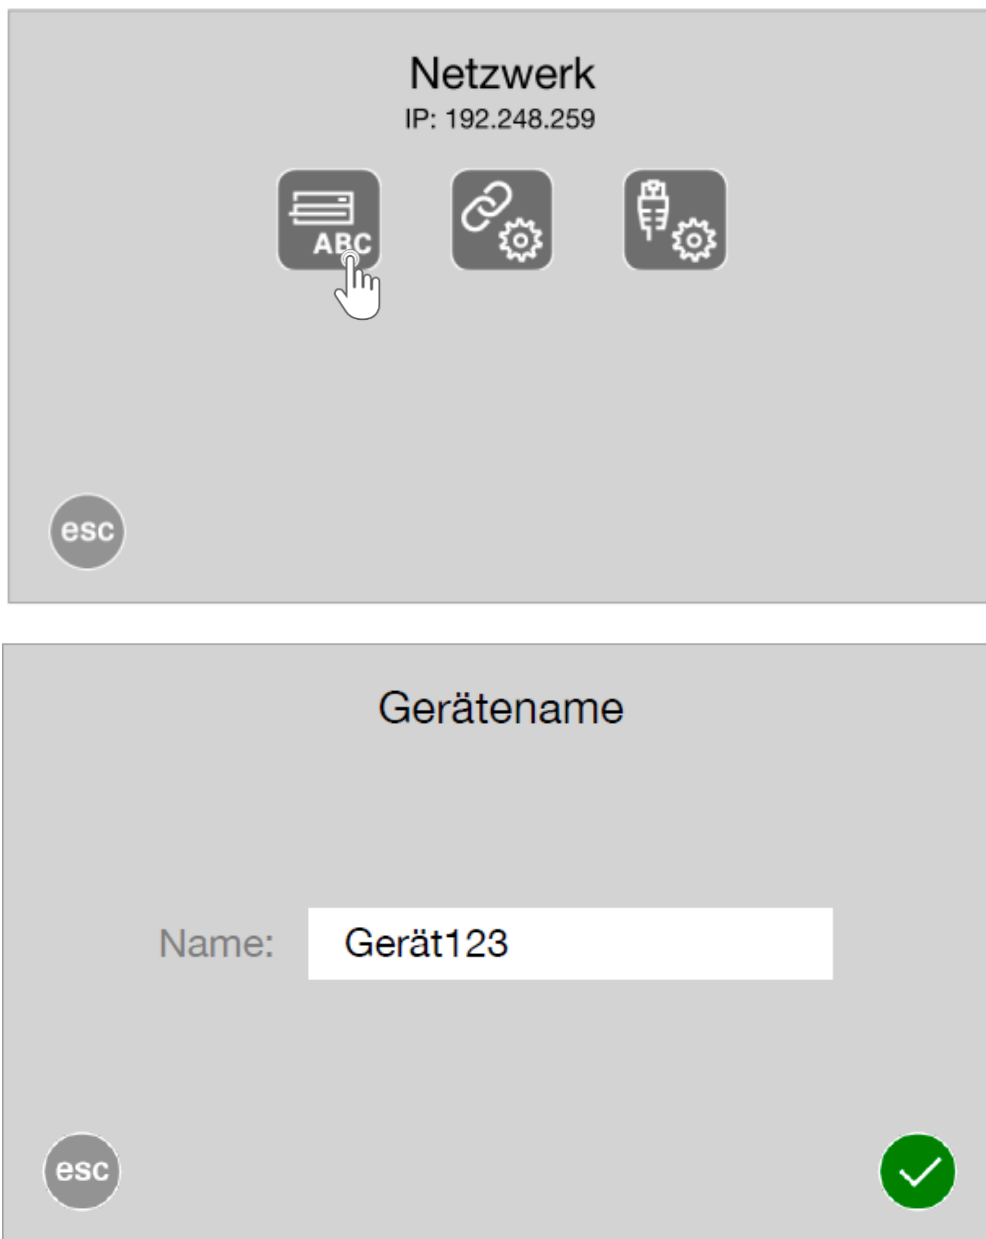 Netzwerk
IP: 192.248.259
ABC
esc
Gerätename
Name: Gerät123
esc